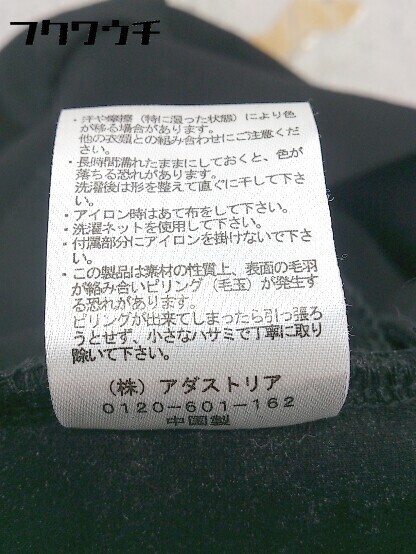 フクウウチ
・汗や摩擦（特に湿った状態）により色
が移る場合があります。
他の衣類との組み合わせにご注意くだ
さい。
・長時間濡れたままにしておくと、色が
落ちる恐れがあります。
洗濯後は形を整えて直ぐに干して下さ
い。
・アイロン時はあて布をして下さい。
・洗濯ネットを使用して下さい。
・付属部分にアイロンを掛けないで下さ
い。
・この製品は素材の性質上、表面の毛羽
が絡み合いピリング（毛玉）が発生す
る恐れがあります。
ピリングが出来てしまったら引っ張ろ
うとせず、小さなハサミで丁寧に取り
除いて下さい。
（株）アダストリア
0120-601-162
中国製